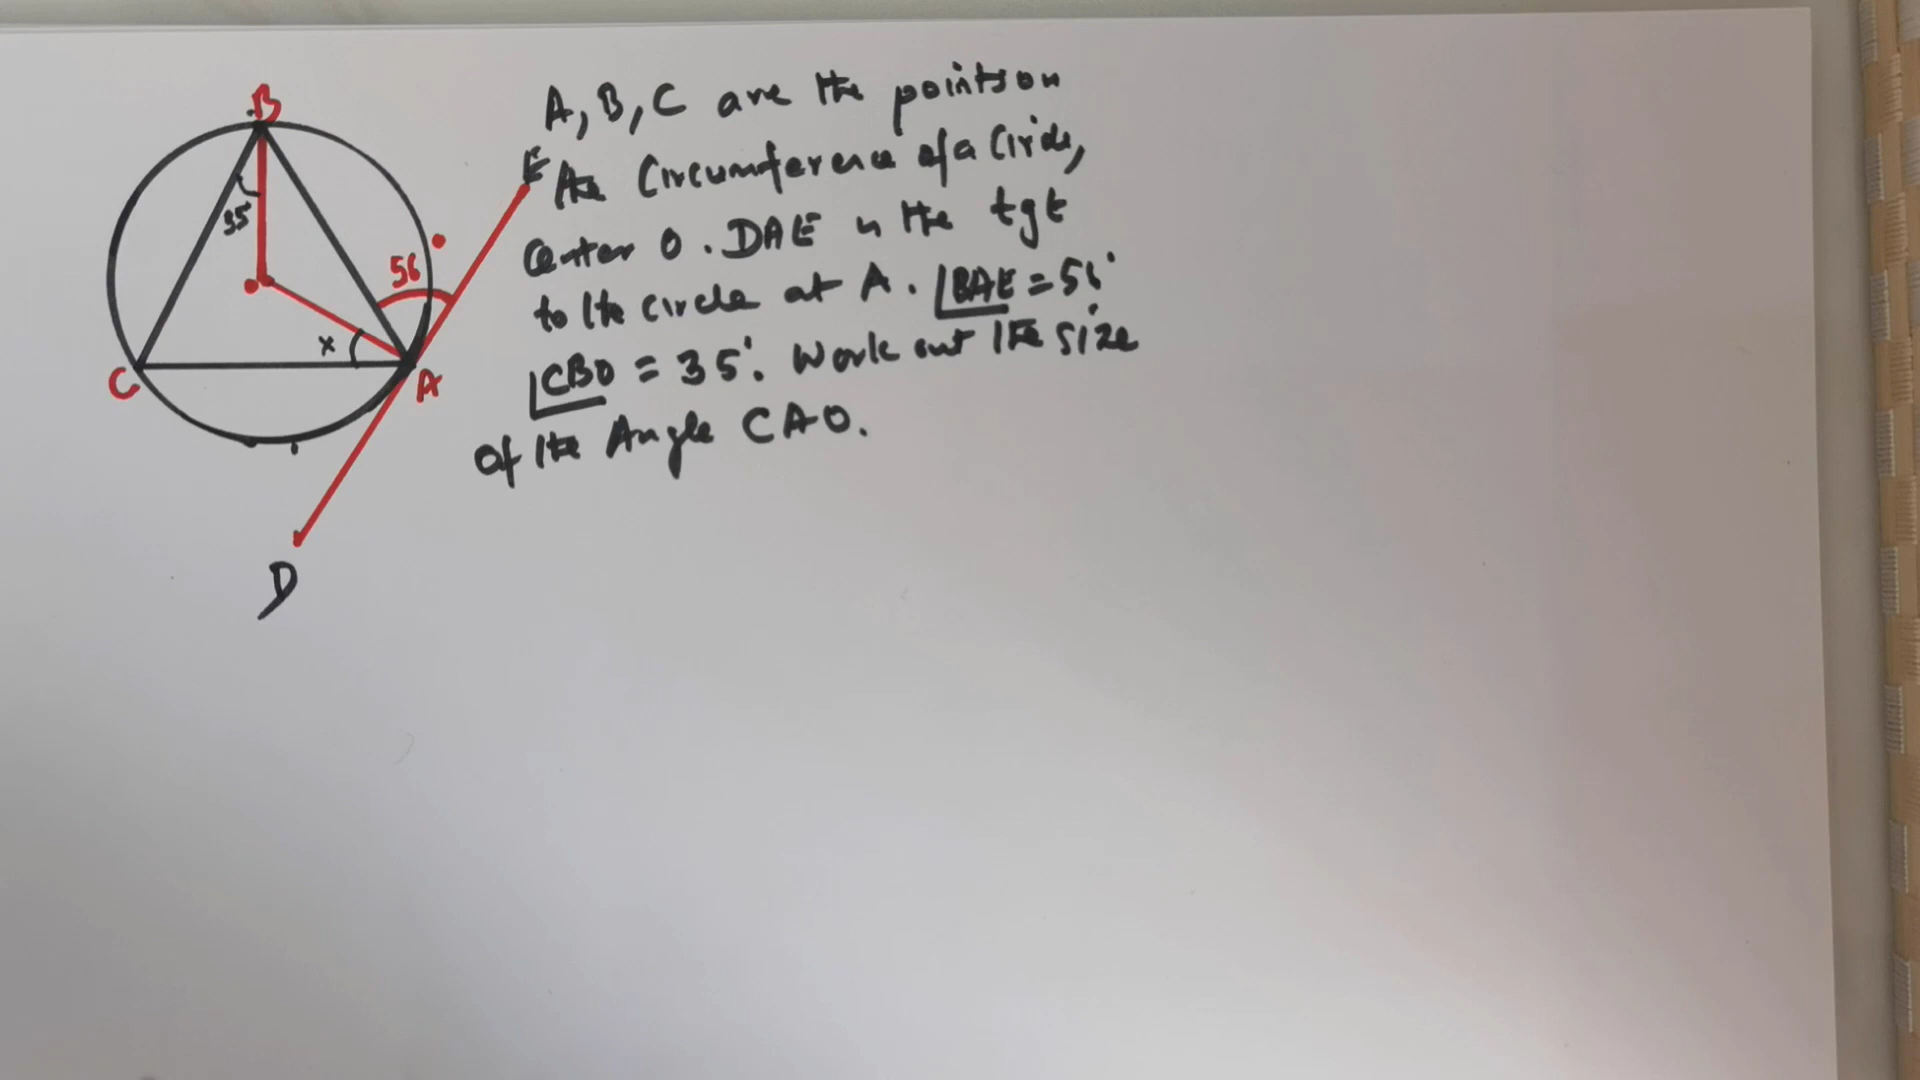 B
A, B, C are the points on
E the Circumference of a Circle,
35°
center O. DAE is the tgt
56
to the circle at A. ∠BAE = 56°
x
∠CBO = 35°. Work out the size
C
A
of the Angle CAO.
D